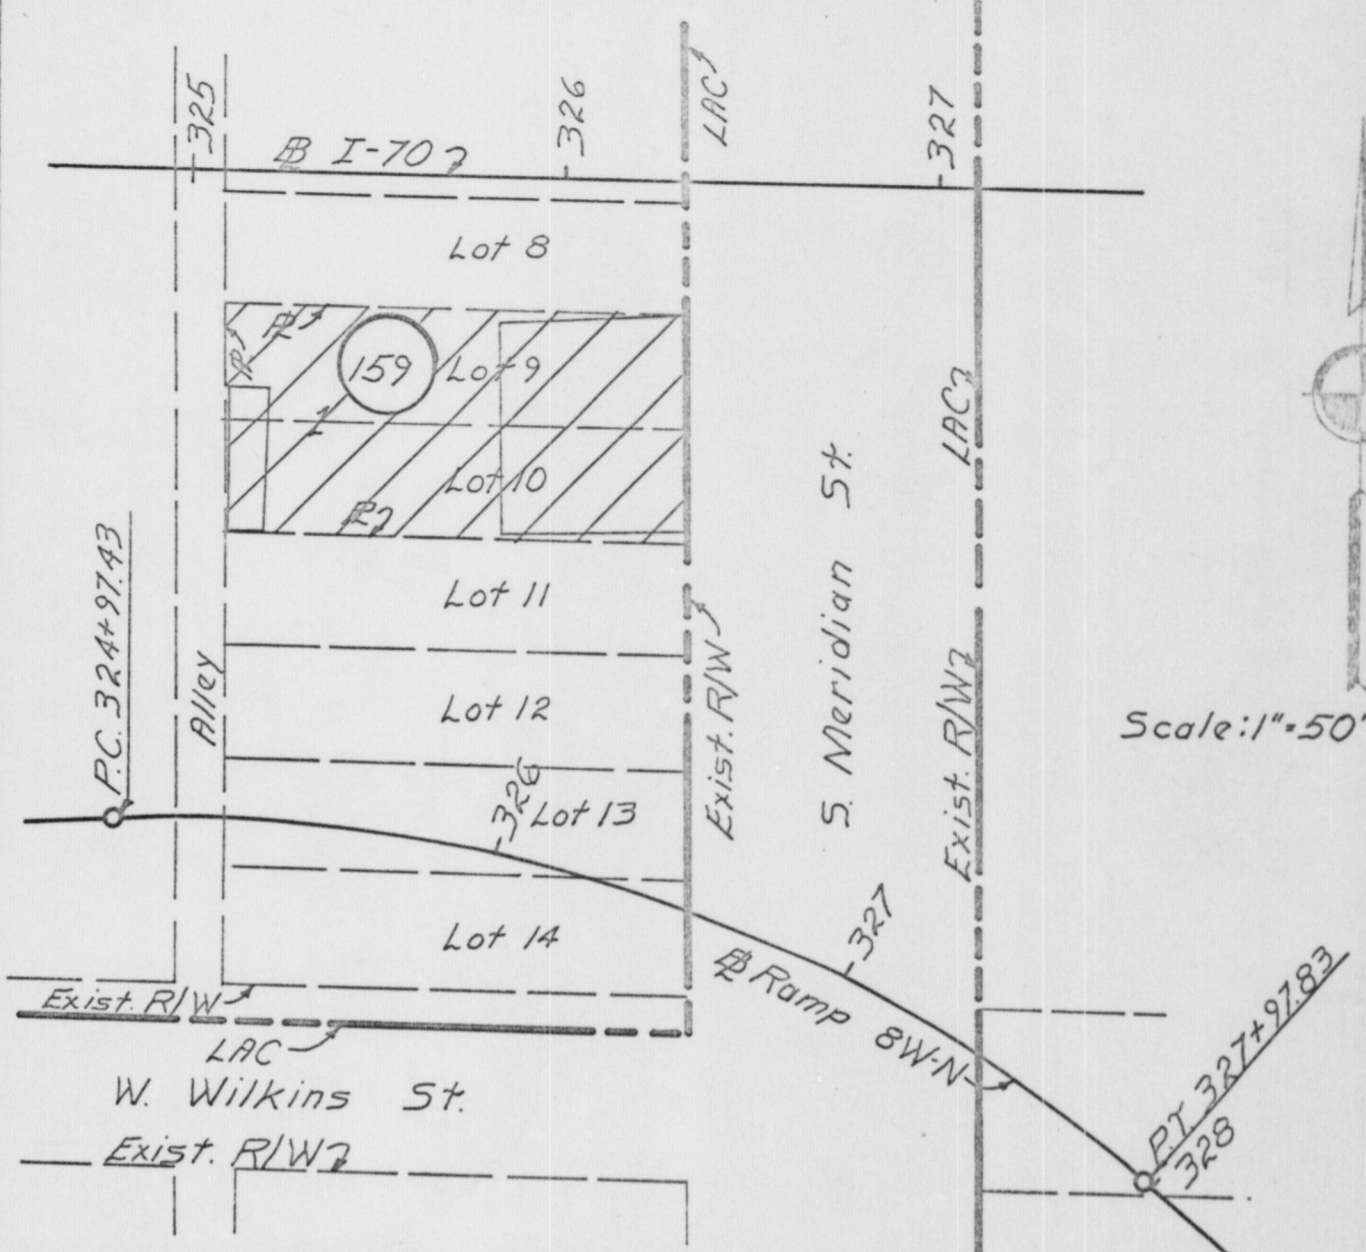 325
326
LAC
327
I-70
Lot 8
159
Lot 9
LAC
Lot 10
P.C. 324+97.43
Lot 11
Alley
Exist. R/W
S. Meridian St.
Exist. R/W
Lot 12
Scale: 1"=50'
326
Lot 13
Lot 14
327
Ramp 8W-N
Exist. R/W
LAC
W. Wilkins St.
Exist. R/W
P.T. 327+97.83
328